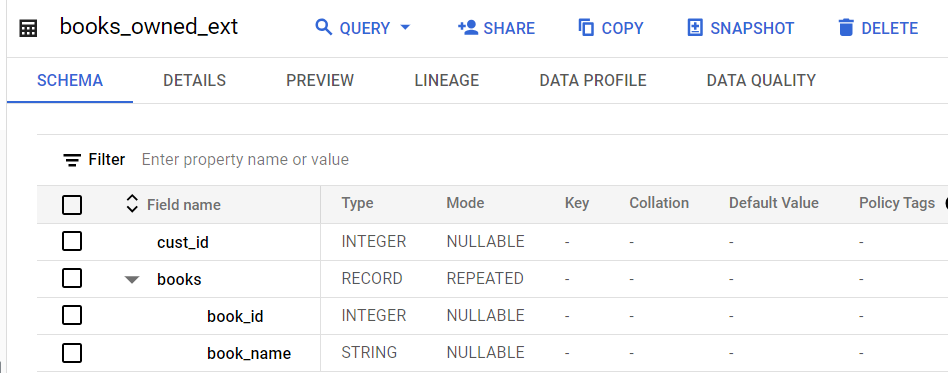 books_owned_ext QUERY SHARE COPY SNAPSHOT DELETE
SCHEMA DETAILS PREVIEW LINEAGE DATA PROFILE DATA QUALITY
Filter Enter property name or value
Field name Type Mode Key Collation Default Value Policy Tags
cust_id INTEGER NULLABLE - - - -
books RECORD REPEATED - - - -
book_id INTEGER NULLABLE - - - -
book_name STRING NULLABLE - - - -